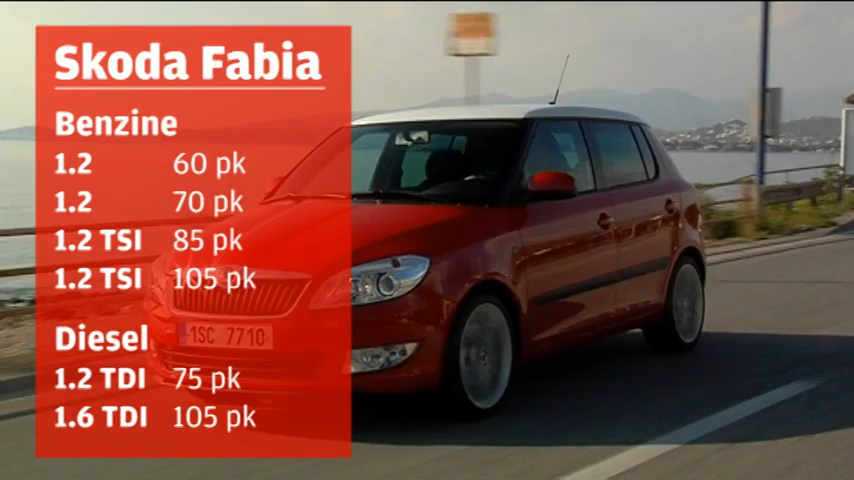 Skoda Fabia
Benzine
1.2 60 pk
1.2 70 pk
1.2 TSI 85 pk
1.2 TSI 105 pk
Diesel
1.2 TDI 75 pk
1.6 TDI 105 pk
1SC 7710